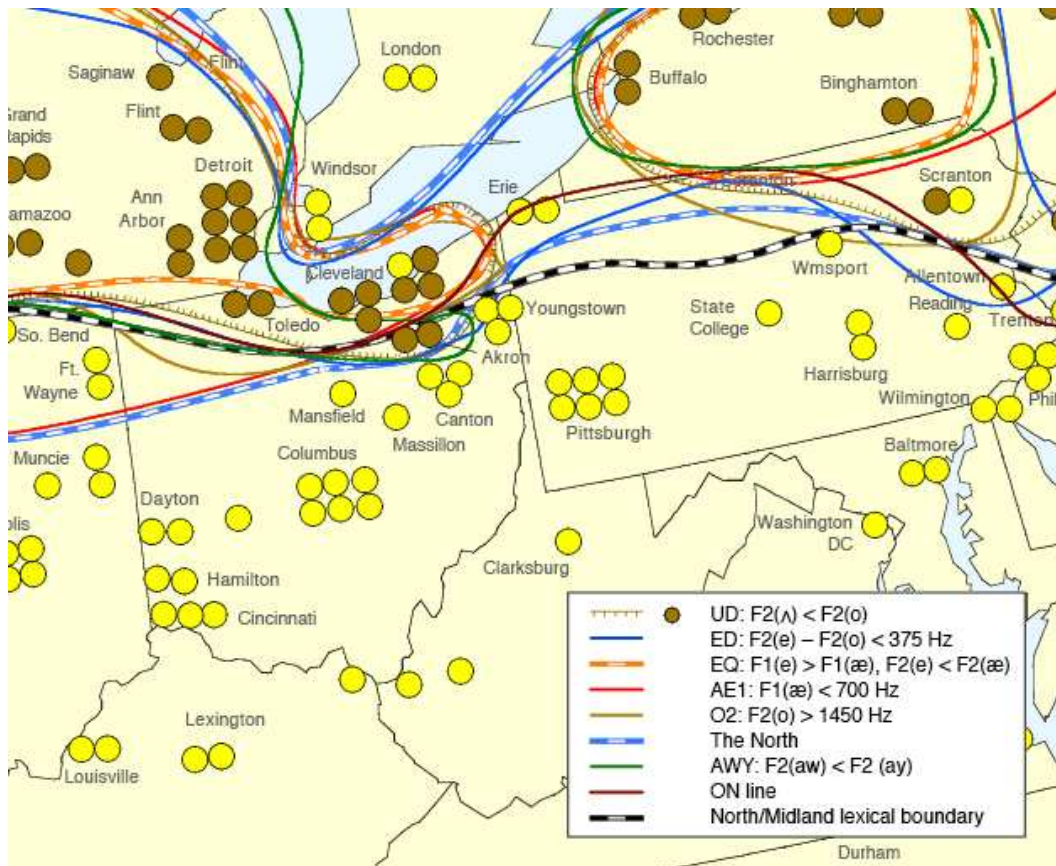 London
Rochester
Saginaw
Flint
Buffalo
Binghamton
Flint
Grand
Rapids
Detroit
Windsor
Scranton
Erie
Ann
Arbor
amazoo
Cleveland
Wmsport
Allentown
Toledo
Youngstown
State
College
Reading
Trenton
So. Bend
Akron
Ft.
Wayne
Harrisburg
Mansfield
Canton
Wilmington
Phil
Massillon
Pittsburgh
Baltmore
Muncie
Columbus
Dayton
Washington
DC
olis
Clarksburg
Hamilton
Cincinnati
Lexington
Louisville
UD: F2(ʌ) < F2(o)
ED: F2(e) – F2(o) < 375 Hz
EQ: F1(e) > F1(æ), F2(e) < F2(æ)
AE1: F1(æ) < 700 Hz
O2: F2(o) > 1450 Hz
The North
AWY: F2(aw) < F2 (ay)
ON line
North/Midland lexical boundary
Durham